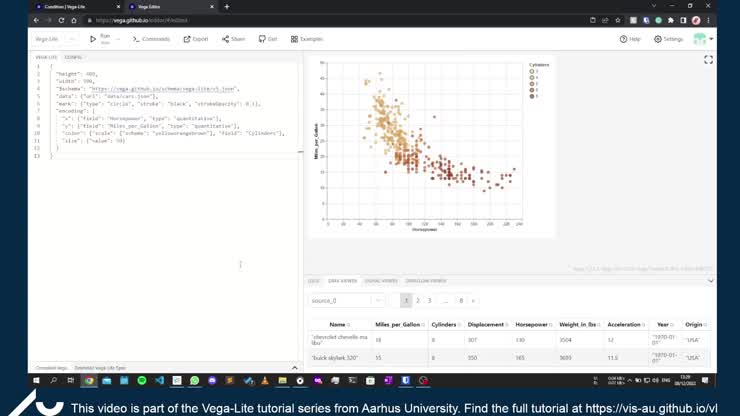 Condition | Vega-Lite
Vega Editor
https://vega.github.io/editor/#/edited
Vega-Lite
Run
Commands
Export
Share
Gist
Examples
Help
Settings
VEGA-LITE
CONFIG
1 {
2 "height": 400,
3 "width": 500,
4 "$schema": "https://vega.github.io/schema/vega-lite/v5.json",
5 "data": {"url": "data/cars.json"},
6 "mark": {"type": "circle", "stroke": "black", "strokeOpacity": 0.1},
7 "encoding": {
8 "x": {"field": "Horsepower", "type": "quantitative"},
9 "y": {"field": "Miles_per_Gallon", "type": "quantitative"},
10 "color": {"scale": {"scheme": "yelloworangebrown"}, "field": "Cylinders"},
11 "size": {"value": 50}
12 }
13 }
50
45
40
35
30
25
20
15
10
5
0
Miles_per_Gallon
0 20 40 60 80 100 120 140 160 180 200 220 240
Horsepower
Cylinders
3
4
5
6
8
LOGS
DATA VIEWER
SIGNAL VIEWER
DATAFLOW VIEWER
source_0
1 2 3 ... 8 »
Name Miles_per_Gallon Cylinders Displacement Horsepower Weight_in_lbs Acceleration Year Origin
"chevrolet chevelle malibu" 18 8 307 130 3504 12 "1970-01-01" "USA"
"buick skylark 320" 15 8 350 165 3693 11.5 "1970-01-01" "USA"
Compiled Vega
Extended Vega-Lite Spec
13:29
08/12/2022
This video is part of the Vega-Lite tutorial series from Aarhus University. Find the full tutorial at https://vis-au.github.io/vl